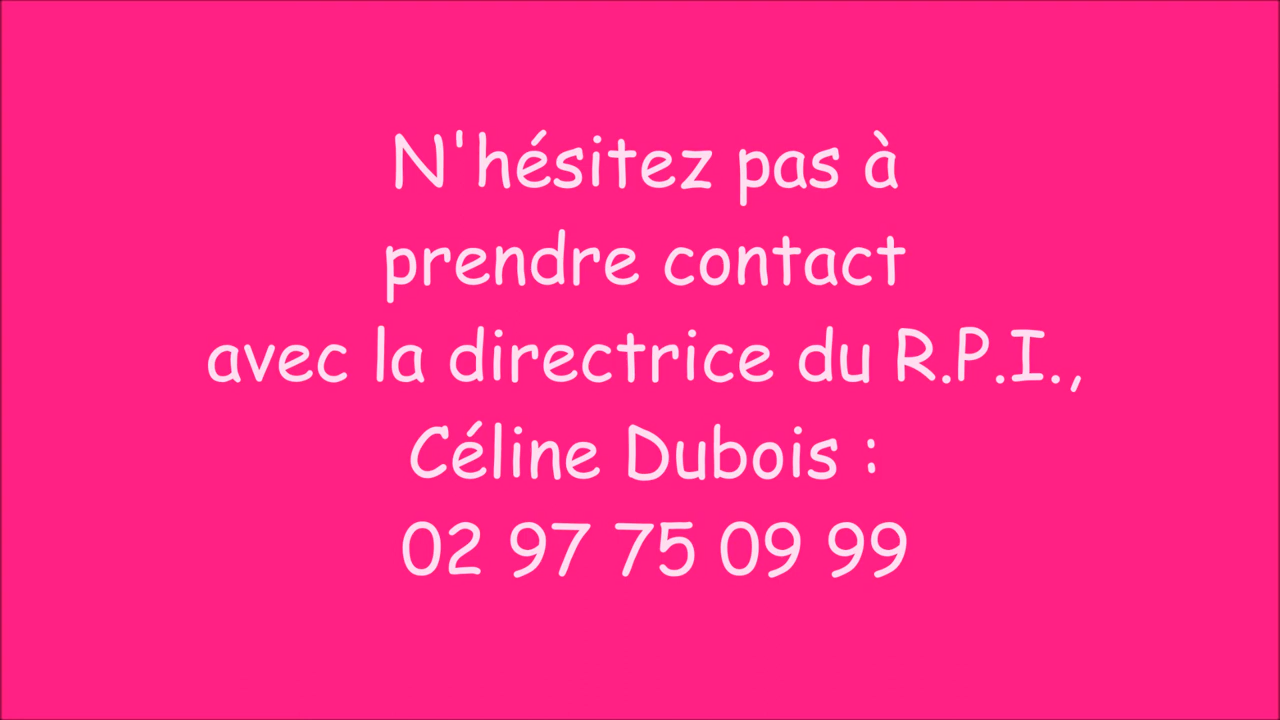 N'hésitez pas à
prendre contact
avec la directrice du R.P.I.,
Céline Dubois :
02 97 75 09 99